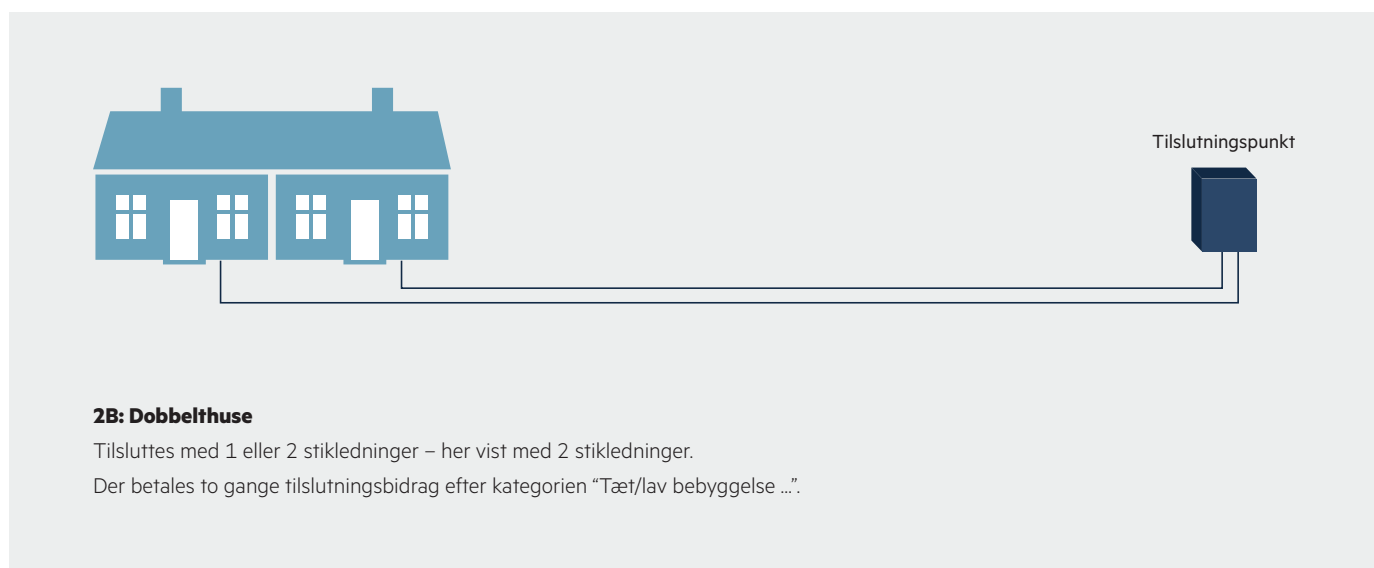 Tilslutningspunkt
2B: Dobbelthuse
Tilsluttes med 1 eller 2 stikledninger – her vist med 2 stikledninger.
Der betales to gange tilslutningsbidrag efter kategorien “Tæt/lav bebyggelse ...”.